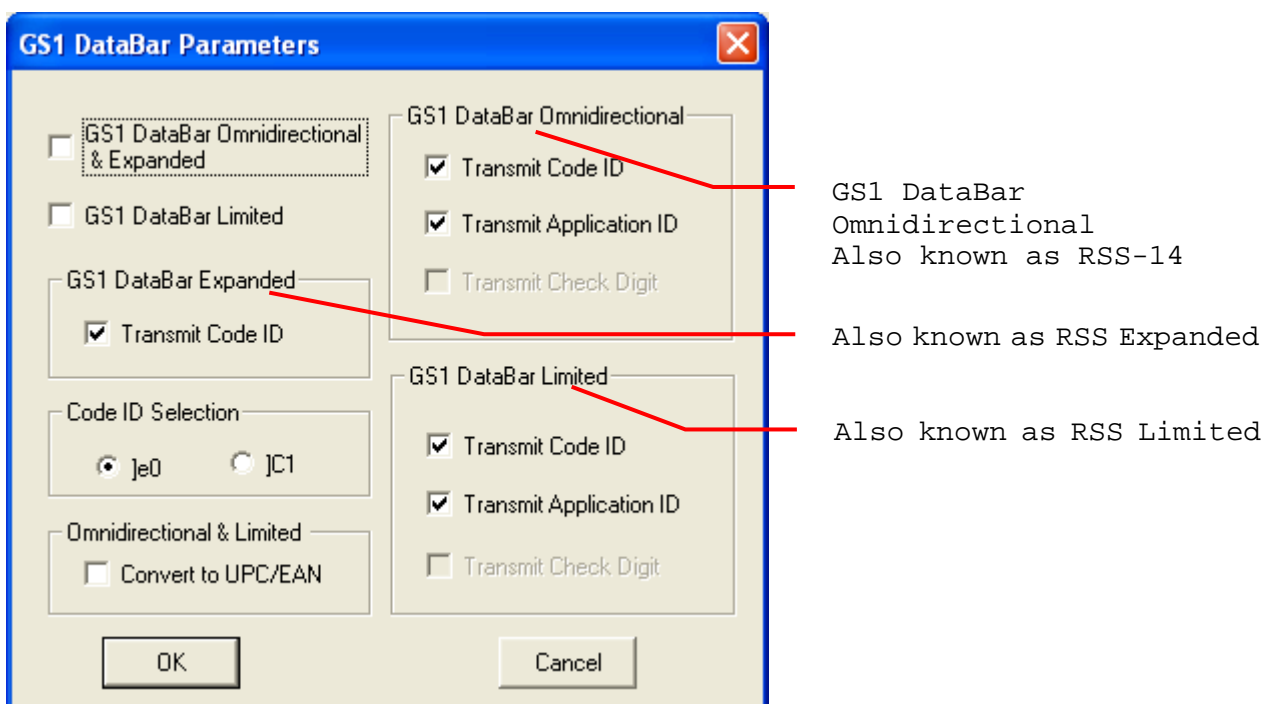 GS1 DataBar Parameters
GS1 DataBar Omnidirectional
& Expanded
GS1 DataBar Limited
GS1 DataBar Expanded
Transmit Code ID
Code ID Selection
]e0
]C1
Omnidirectional & Limited
Convert to UPC/EAN
OK
GS1 DataBar Omnidirectional
Transmit Code ID
Transmit Application ID
Transmit Check Digit
GS1 DataBar Limited
Transmit Code ID
Transmit Application ID
Transmit Check Digit
Cancel
GS1 DataBar
Omnidirectional
Also known as RSS-14
Also known as RSS Expanded
Also known as RSS Limited